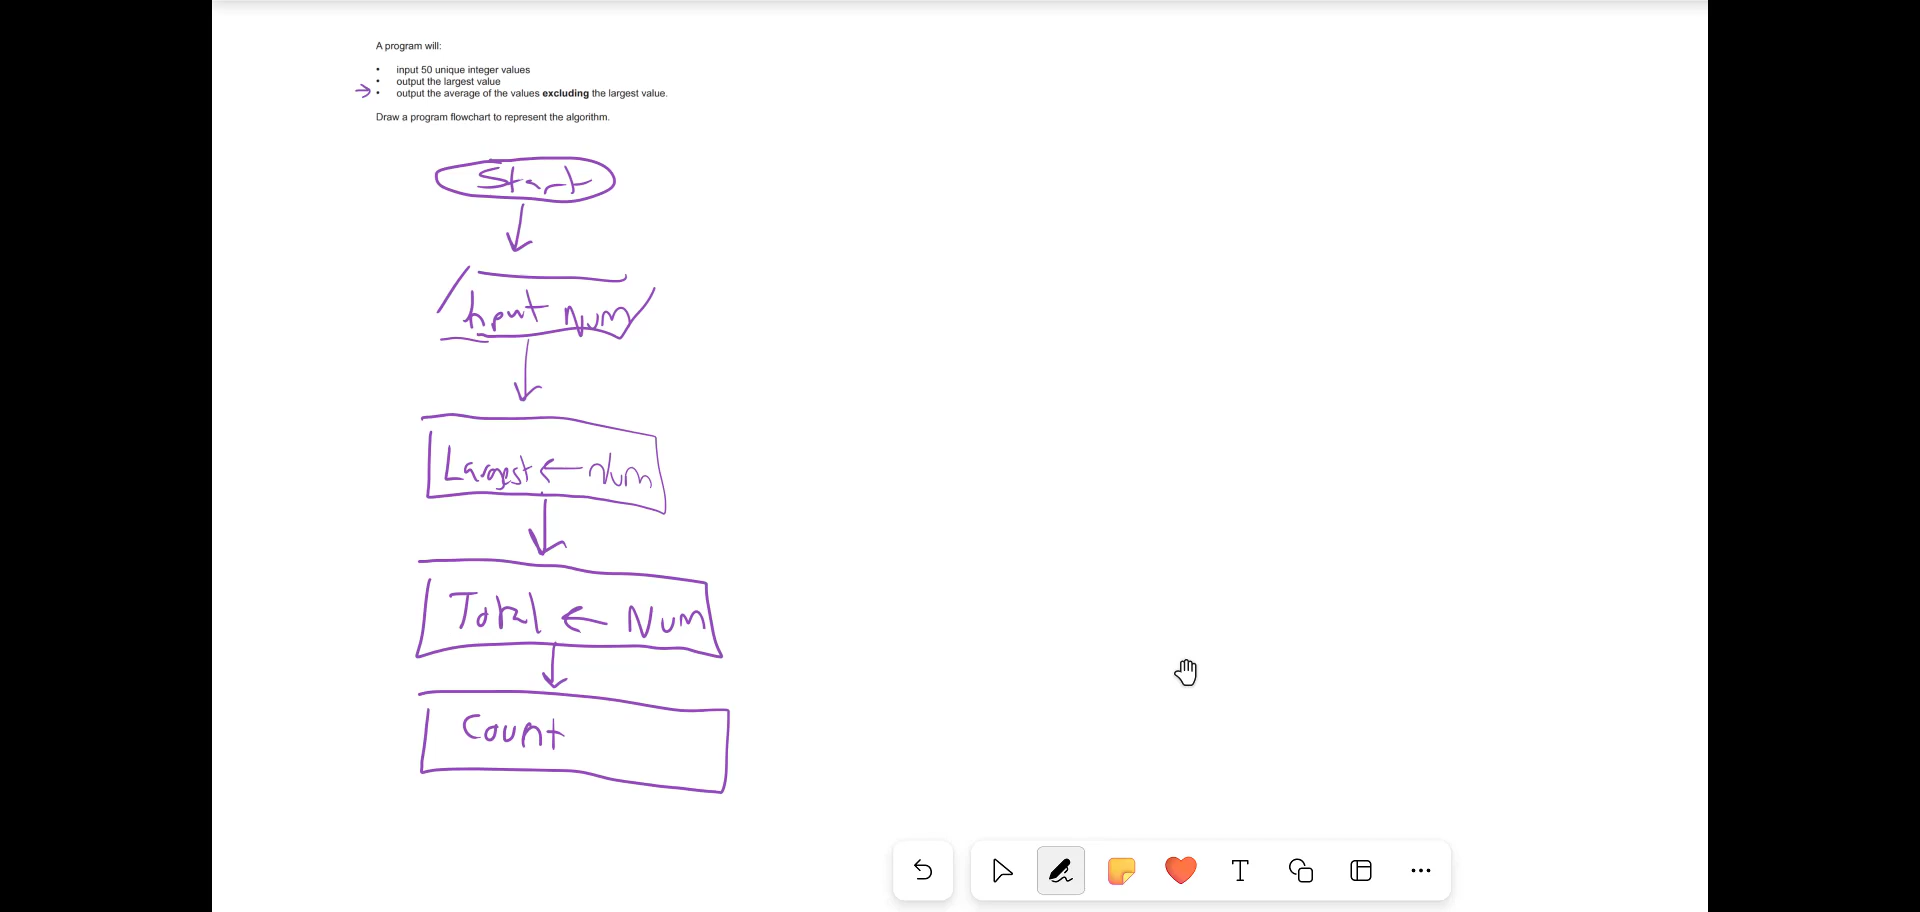 A program will:
• input 50 unique integer values
• output the largest value
→ • output the average of the values excluding the largest value.
Draw a program flowchart to represent the algorithm.
Start
Input Num
Largest ← Num
Total ← Num
Count
T